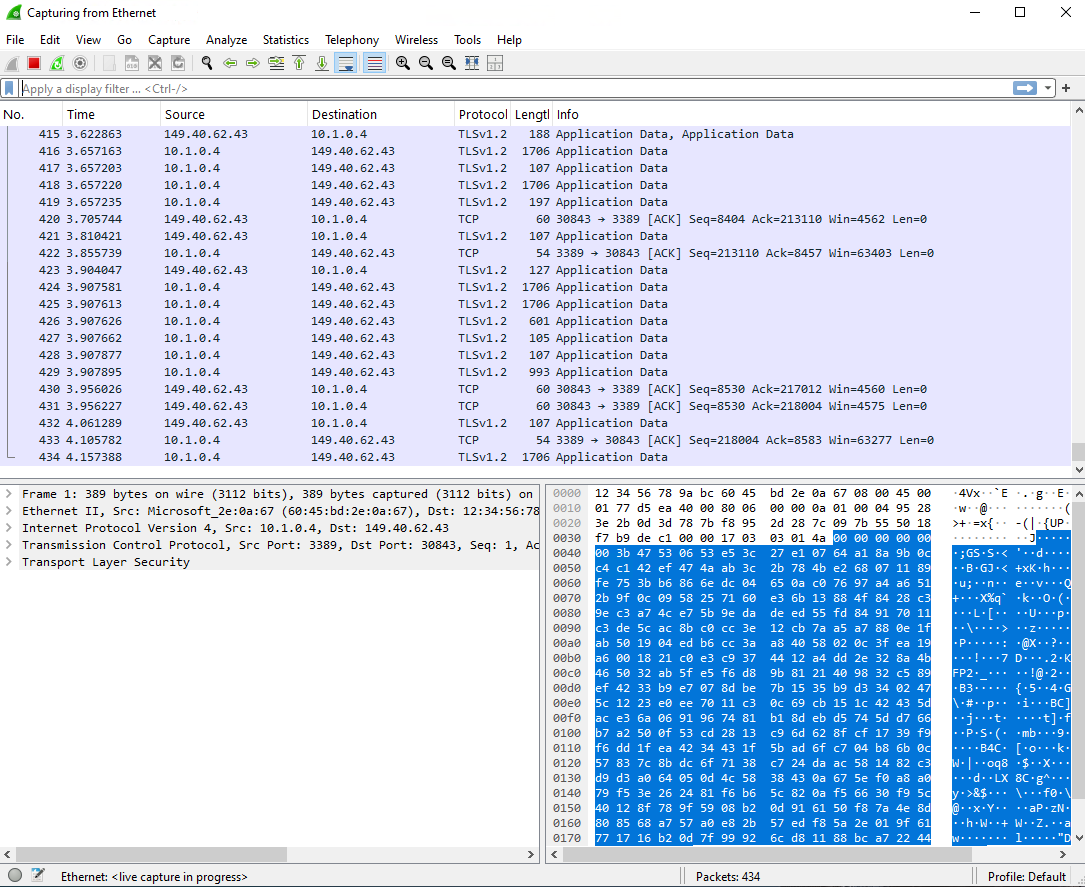 Capturing from Ethernet
File Edit View Go Capture Analyze Statistics Telephony Wireless Tools Help
Apply a display filter ... <Ctrl-/>
No. Time Source Destination Protocol Lengtl Info
415 3.622863 149.40.62.43 10.1.0.4 TLSv1.2 188 Application Data, Application Data
416 3.657163 10.1.0.4 149.40.62.43 TLSv1.2 1706 Application Data
417 3.657203 10.1.0.4 149.40.62.43 TLSv1.2 107 Application Data
418 3.657220 10.1.0.4 149.40.62.43 TLSv1.2 1706 Application Data
419 3.657235 10.1.0.4 149.40.62.43 TLSv1.2 197 Application Data
420 3.705744 149.40.62.43 10.1.0.4 TCP 60 30843 → 3389 [ACK] Seq=8404 Ack=213110 Win=4562 Len=0
421 3.810421 149.40.62.43 10.1.0.4 TLSv1.2 107 Application Data
422 3.855739 10.1.0.4 149.40.62.43 TCP 54 3389 → 30843 [ACK] Seq=213110 Ack=8457 Win=63403 Len=0
423 3.904047 149.40.62.43 10.1.0.4 TLSv1.2 127 Application Data
424 3.907581 10.1.0.4 149.40.62.43 TLSv1.2 1706 Application Data
425 3.907613 10.1.0.4 149.40.62.43 TLSv1.2 1706 Application Data
426 3.907626 10.1.0.4 149.40.62.43 TLSv1.2 601 Application Data
427 3.907662 10.1.0.4 149.40.62.43 TLSv1.2 105 Application Data
428 3.907877 10.1.0.4 149.40.62.43 TLSv1.2 107 Application Data
429 3.907895 10.1.0.4 149.40.62.43 TLSv1.2 993 Application Data
430 3.956026 149.40.62.43 10.1.0.4 TCP 60 30843 → 3389 [ACK] Seq=8530 Ack=217012 Win=4560 Len=0
431 3.956227 149.40.62.43 10.1.0.4 TCP 60 30843 → 3389 [ACK] Seq=8530 Ack=218004 Win=4575 Len=0
432 4.061289 149.40.62.43 10.1.0.4 TLSv1.2 107 Application Data
433 4.105782 10.1.0.4 149.40.62.43 TCP 54 3389 → 30843 [ACK] Seq=218004 Ack=8583 Win=63277 Len=0
434 4.157388 10.1.0.4 149.40.62.43 TLSv1.2 1706 Application Data
Frame 1: 389 bytes on wire (3112 bits), 389 bytes captured (3112 bits) on
Ethernet II, Src: Microsoft_2e:0a:67 (60:45:bd:2e:0a:67), Dst: 12:34:56:78
Internet Protocol Version 4, Src: 10.1.0.4, Dst: 149.40.62.43
Transmission Control Protocol, Src Port: 3389, Dst Port: 30843, Seq: 1, Ac
Transport Layer Security
0000 12 34 56 78 9a bc 60 45 bd 2e 0a 67 08 00 45 00 ·4Vx··`E ·.·g··E·
0010 01 77 d5 ea 40 00 80 06 00 00 0a 01 00 04 95 28 ·w··@··· ·······(
0020 3e 2b 0d 3d 78 7b f8 95 2d 28 7c 09 7b 55 50 18 >+·=x{·· -(|·{UP·
0030 f7 b9 de c1 00 00 17 03 03 01 4a 00 00 00 00 00 ········ ··J·····
0040 00 3b 47 53 06 53 e5 3c 27 e1 07 64 a1 8a 9b 0c ·;GS·S·< '··d····
0050 c4 c1 42 ef 47 4a ab 3c 2b 78 4b e2 68 07 11 89 ··B·GJ·< +xK·h···
0060 fe 75 3b b6 86 6e dc 04 65 0a c0 76 97 a4 a6 51 ·u;··n·· e··v···Q
0070 2b 9f 0c 09 58 25 71 60 e3 6b 13 88 4f 84 28 c3 +···X%q` ·k··O·(·
0080 9e c3 a7 4c e7 5b 9e da de ed 55 fd 84 91 70 11 ···L·[·· ··U···p·
0090 c3 de 5c ac 8b c0 cc 3e 12 cb 7a a5 a7 88 0e 1f ··\····> ··z·····
00a0 ab 50 19 04 ed b6 cc 3a a8 40 58 02 0c 3f ea 19 ·P·····: ·@X··?··
00b0 a6 00 18 21 c0 e3 c9 37 44 12 a4 dd 2e 32 8a 4b ···!···7 D···.2·K
00c0 46 50 32 ab 5f e5 f6 d8 9b 81 21 40 98 32 c5 89 FP2·_··· ··!@·2··
00d0 ef 42 33 b9 e7 07 8d be 7b 15 35 b9 d3 34 02 47 ·B3····· {·5··4·G
00e0 5c 12 23 e0 ee 70 11 c3 0c 69 cb 15 1c 42 43 5d \·#··p·· ·i···BC]
00f0 ac e3 6a 06 91 96 74 81 b1 8d eb d5 74 5d d7 66 ··j···t· ····t]·f
0100 b7 a2 50 0f 53 cd 28 13 c9 6d 62 8f cf 17 39 f9 ··P·S·(· ·mb···9·
0110 f6 dd 1f ea 42 34 43 1f 5b ad 6f c7 04 b8 6b 0c ····B4C· [·o···k·
0120 57 83 7c 8b dc 6f 71 38 c7 24 da ac 58 14 82 c3 W·|··oq8 ·$··X···
0130 d9 d3 a0 64 05 0d 4c 58 38 43 0a 67 5e f0 a8 a0 ···d··LX 8C·g^···
0140 79 f5 3e 26 24 81 f6 b6 5c 82 0a f5 66 30 f9 5c y·>&$··· \···f0·\
0150 40 12 8f 78 9f 59 08 b2 0d 91 61 50 f8 7a 4e 8d @··x·Y·· ··aP·zN·
0160 80 85 68 a7 57 a0 e8 2b 57 ed f8 5a 2e 01 9f 61 ··h·W··+ W··Z.··a
0170 77 17 16 b2 0d 7f 99 92 6c d8 11 88 bc a7 22 44 w······· l·····"D
Ethernet: <live capture in progress> Packets: 434 Profile: Default